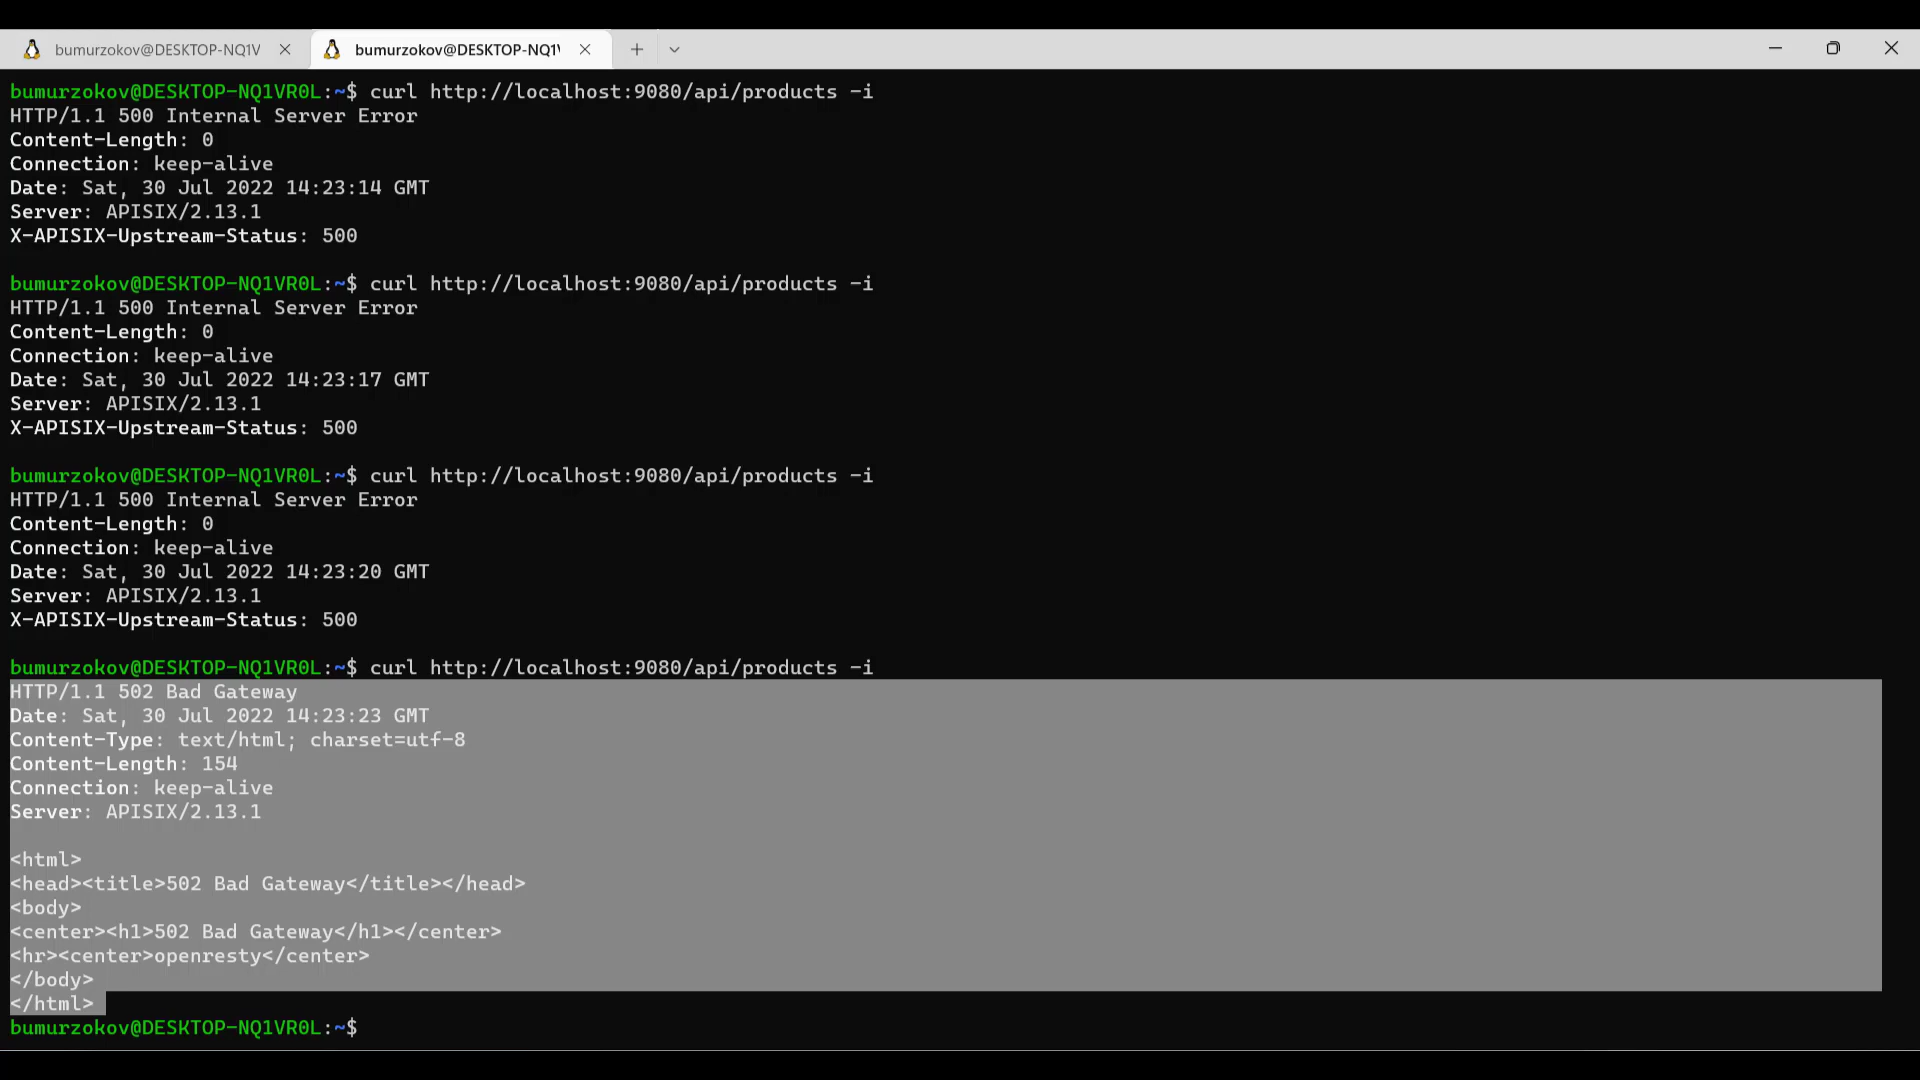 bumurzokov@DESKTOP-NQ1V
bumurzokov@DESKTOP-NQ1V
bumurzokov@DESKTOP-NQ1VR0L:~$ curl http://localhost:9080/api/products -i
HTTP/1.1 500 Internal Server Error
Content-Length: 0
Connection: keep-alive
Date: Sat, 30 Jul 2022 14:23:14 GMT
Server: APISIX/2.13.1
X-APISIX-Upstream-Status: 500
bumurzokov@DESKTOP-NQ1VR0L:~$ curl http://localhost:9080/api/products -i
HTTP/1.1 500 Internal Server Error
Content-Length: 0
Connection: keep-alive
Date: Sat, 30 Jul 2022 14:23:17 GMT
Server: APISIX/2.13.1
X-APISIX-Upstream-Status: 500
bumurzokov@DESKTOP-NQ1VR0L:~$ curl http://localhost:9080/api/products -i
HTTP/1.1 500 Internal Server Error
Content-Length: 0
Connection: keep-alive
Date: Sat, 30 Jul 2022 14:23:20 GMT
Server: APISIX/2.13.1
X-APISIX-Upstream-Status: 500
bumurzokov@DESKTOP-NQ1VR0L:~$ curl http://localhost:9080/api/products -i
HTTP/1.1 502 Bad Gateway
Date: Sat, 30 Jul 2022 14:23:23 GMT
Content-Type: text/html; charset=utf-8
Content-Length: 154
Connection: keep-alive
Server: APISIX/2.13.1
<html>
<head><title>502 Bad Gateway</title></head>
<body>
<center><h1>502 Bad Gateway</h1></center>
<hr><center>openresty</center>
</body>
</html>
bumurzokov@DESKTOP-NQ1VR0L:~$